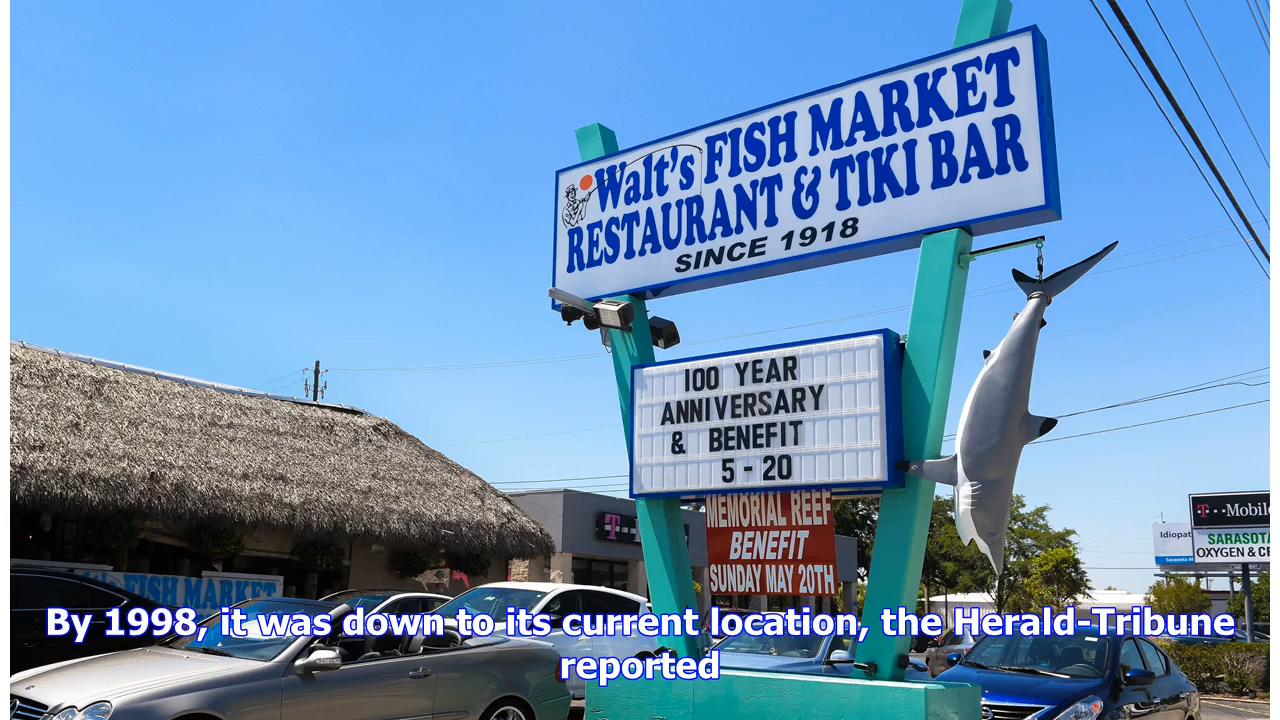 Walt's FISH MARKET
RESTAURANT & TIKI BAR
SINCE 1918
100 YEAR
ANNIVERSARY
& BENEFIT
5-20
MEMORIAL REEF
BENEFIT
SUNDAY MAY 20TH
FISH MARKET
T··Mobile
Idiopat
SARASOTA
OXYGEN & C
By 1998, it was down to its current location, the Herald-Tribune
reported